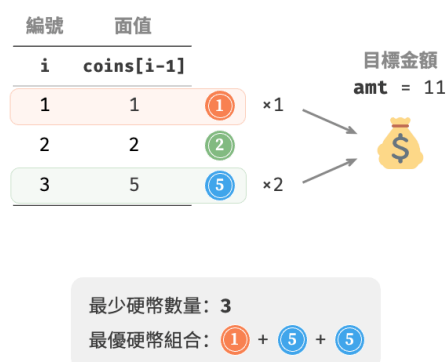 編號 面值
i coins[i-1]
1 1 1 ×1
2 2 2
3 5 5 ×2
目標金額
amt = 11
$
最少硬幣數量：3
最優硬幣組合：1 + 5 + 5